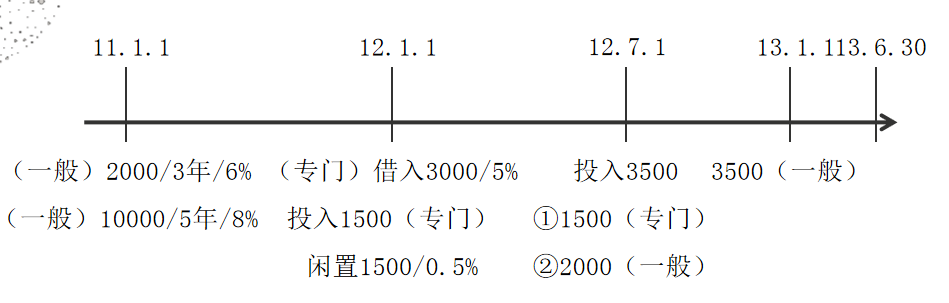 11.1.1 12.1.1 12.7.1 13.1.113.6.30
（一般）2000/3年/6% （专门）借入3000/5% 投入3500 3500（一般）
（一般）10000/5年/8% 投入1500（专门） ①1500（专门）
闲置1500/0.5% ②2000（一般）